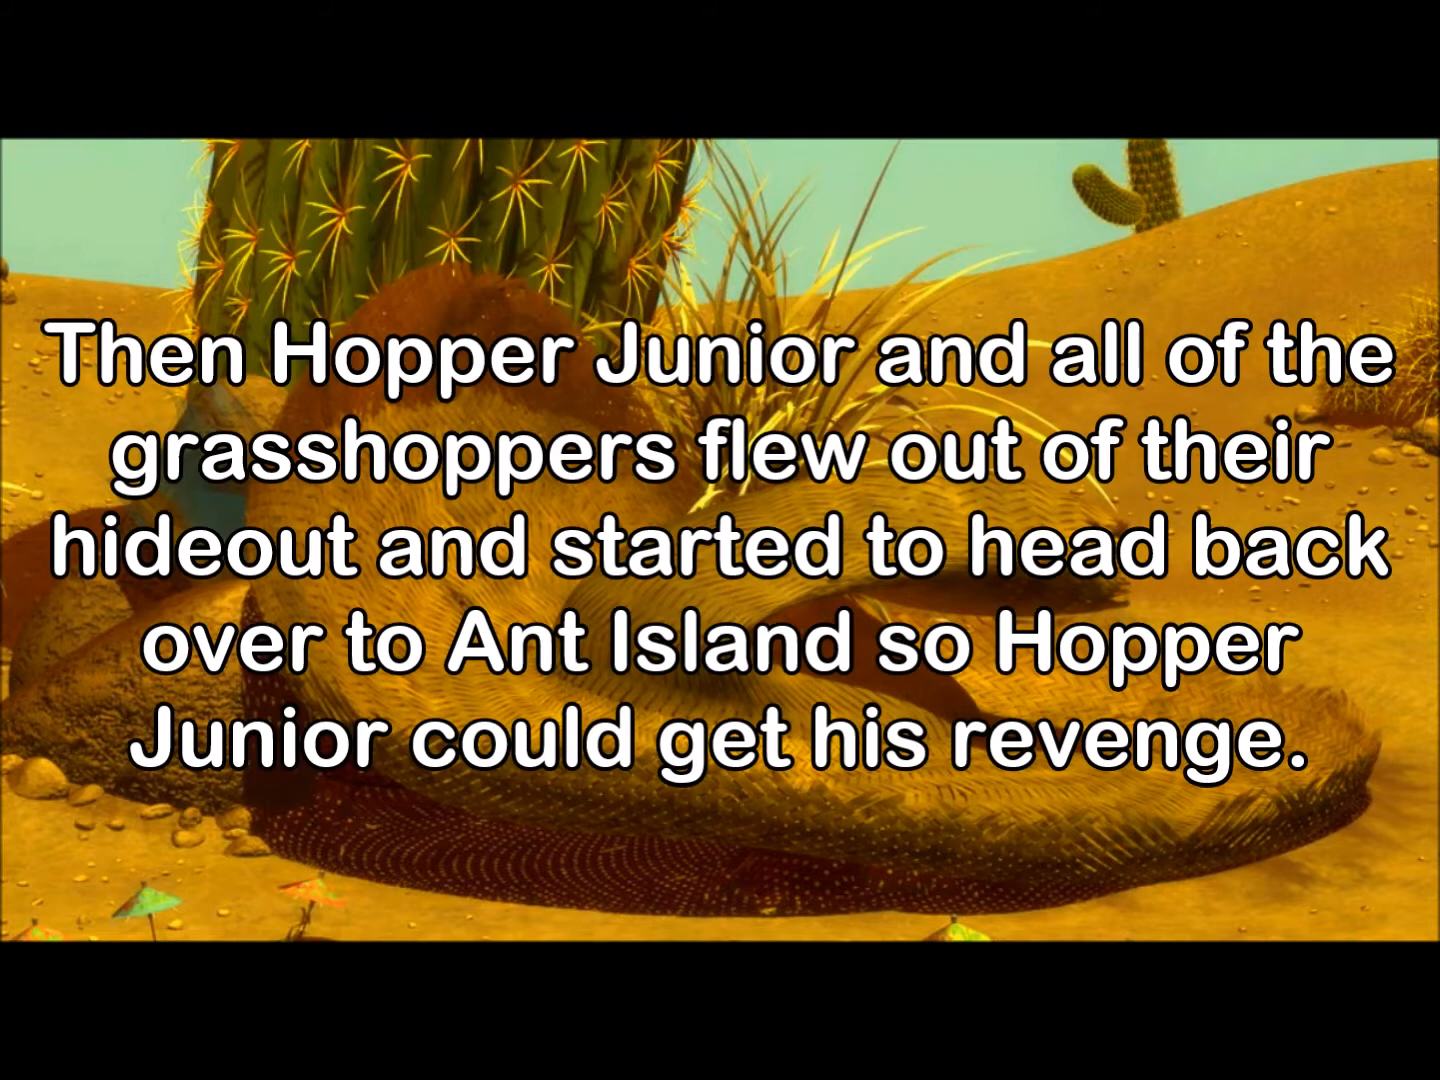 Then Hopper Junior and all of the
grasshoppers flew out of their
hideout and started to head back
over to Ant Island so Hopper
Junior could get his revenge.